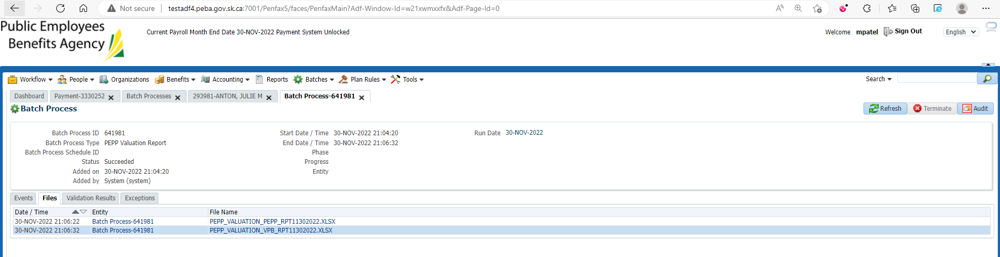 Not secure | testadf4.peba.gov.sk.ca:7001/Penfax5/faces/PenfaxMain?Adf-Window-Id=w21xwmxxfx&Adf-Page-Id=0
Public Employees
Benefits Agency
Current Payroll Month End Date 30-NOV-2022 Payment System Unlocked
Welcome mpatel Sign Out English
Workflow People Organizations Benefits Accounting Reports Batches Plan Rules Tools Search
Dashboard Payment-3330252 Batch Processes 293981-ANTON, JULIE M Batch Process-641981
Batch Process Refresh Terminate Audit
Batch Process ID 641981 Start Date / Time 30-NOV-2022 21:04:20 Run Date 30-NOV-2022
Batch Process Type PEPP Valuation Report End Date / Time 30-NOV-2022 21:06:32
Batch Process Schedule ID Phase
Status Succeeded Progress
Added on 30-NOV-2022 21:04:20 Entity
Added by System (system)
Events Files Validation Results Exceptions
Date / Time Entity File Name
30-NOV-2022 21:06:22 Batch Process-641981 PEPP_VALUATION_PEPP_RPT11302022.XLSX
30-NOV-2022 21:06:32 Batch Process-641981 PEPP_VALUATION_VPB_RPT11302022.XLSX